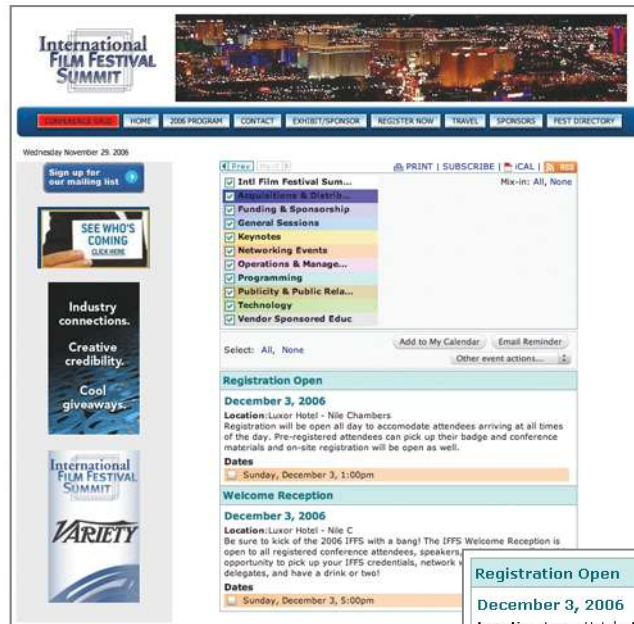 International
FILM FESTIVAL
SUMMIT
CONFERENCE GRID HOME 2006 PROGRAM CONTACT EXHIBIT/SPONSOR REGISTER NOW TRAVEL SPONSORS FEST DIRECTORY
Wednesday November 29. 2006
Sign up for
our mailing list
SEE WHO'S
COMING
CLICK HERE
Industry
connections.
Creative
credibility.
Cool
giveaways.
International
FILM FESTIVAL
SUMMIT
VARIETY
Prev Next PRINT | SUBSCRIBE | iCAL | RSS
Intl Film Festival Sum... Mix-in: All, None
Acquisitions & Distrib...
Funding & Sponsorship
General Sessions
Keynotes
Networking Events
Operations & Manage...
Programming
Publicity & Public Rela...
Technology
Vendor Sponsored Educ
Select: All, None
Add to My Calendar Email Reminder
Other event actions...
Registration Open
December 3, 2006
Location:Luxor Hotel - Nile Chambers
Registration will be open all day to accomodate attendees arriving at all times
of the day. Pre-registered attendees can pick up their badge and conference
materials and on-site registration will be open as well.
Dates
Sunday, December 3, 1:00pm
Welcome Reception
December 3, 2006
Location:Luxor Hotel - Nile C
Be sure to kick of the 2006 IFFS with a bang! The IFFS Welcome Reception is
open to all registered conference attendees, speakers,
opportunity to pick up your IFFS credentials, network
delegates, and have a drink or two!
Dates
Sunday, December 3, 5:00pm
Registration Open
December 3, 2006